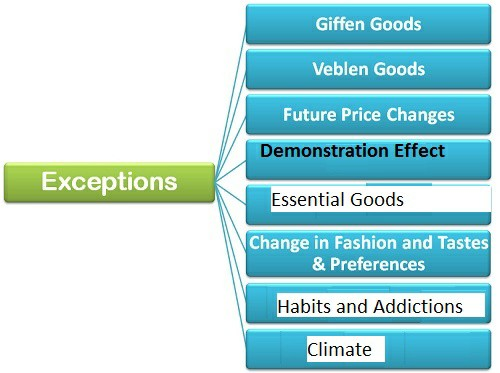 Giffen Goods
Veblen Goods
Future Price Changes
Demonstration Effect
Exceptions
Essential Goods
Change in Fashion and Tastes
& Preferences
Habits and Addictions
Climate